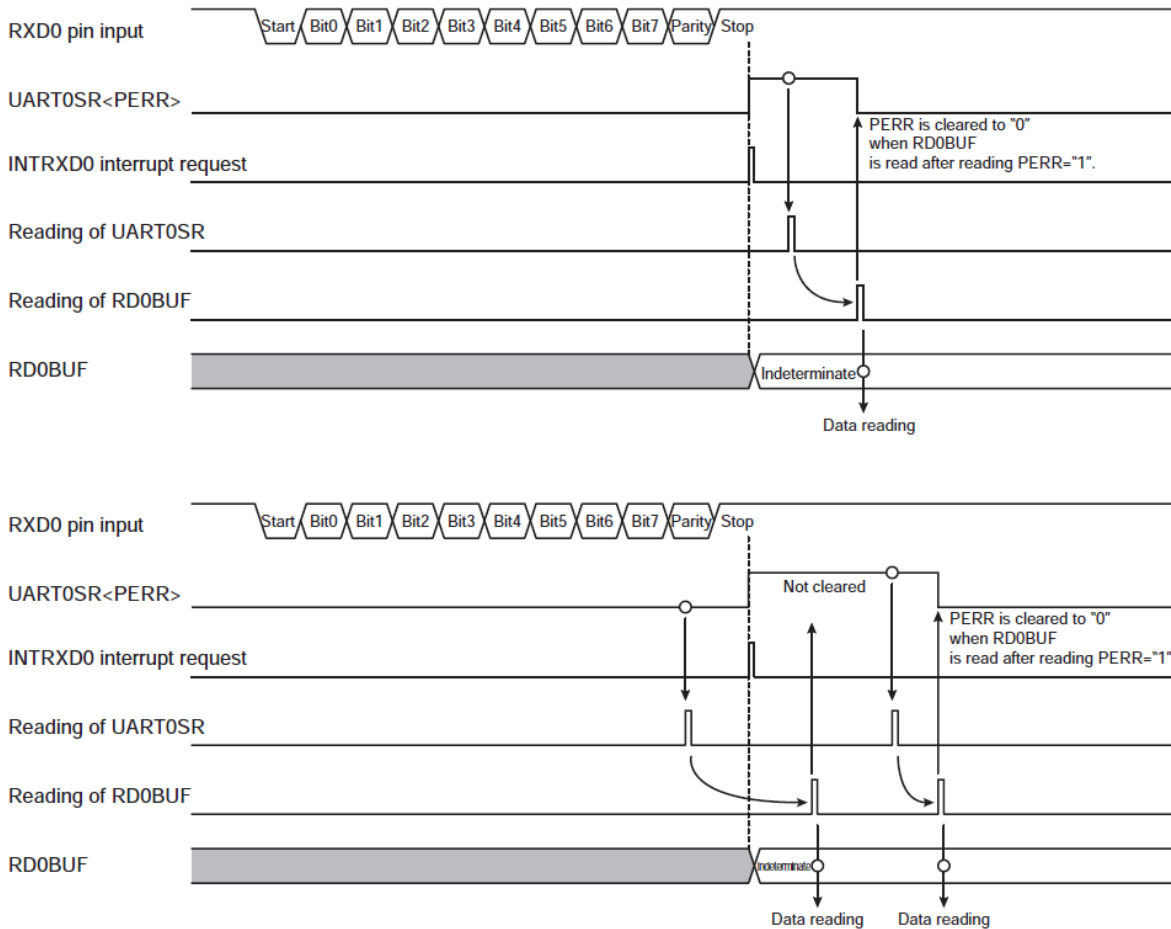 RXD0 pin input
Start Bit0 Bit1 Bit2 Bit3 Bit4 Bit5 Bit6 Bit7 Parity Stop
UART0SR<PERR>
PERR is cleared to "0"
when RD0BUF
is read after reading PERR="1".
INTRXD0 interrupt request
Reading of UART0SR
Reading of RD0BUF
RD0BUF
Indeterminate
Data reading
RXD0 pin input
Start Bit0 Bit1 Bit2 Bit3 Bit4 Bit5 Bit6 Bit7 Parity Stop
UART0SR<PERR>
Not cleared
PERR is cleared to "0"
when RD0BUF
is read after reading PERR="1"
INTRXD0 interrupt request
Reading of UART0SR
Reading of RD0BUF
RD0BUF
Indeterminate
Data reading Data reading